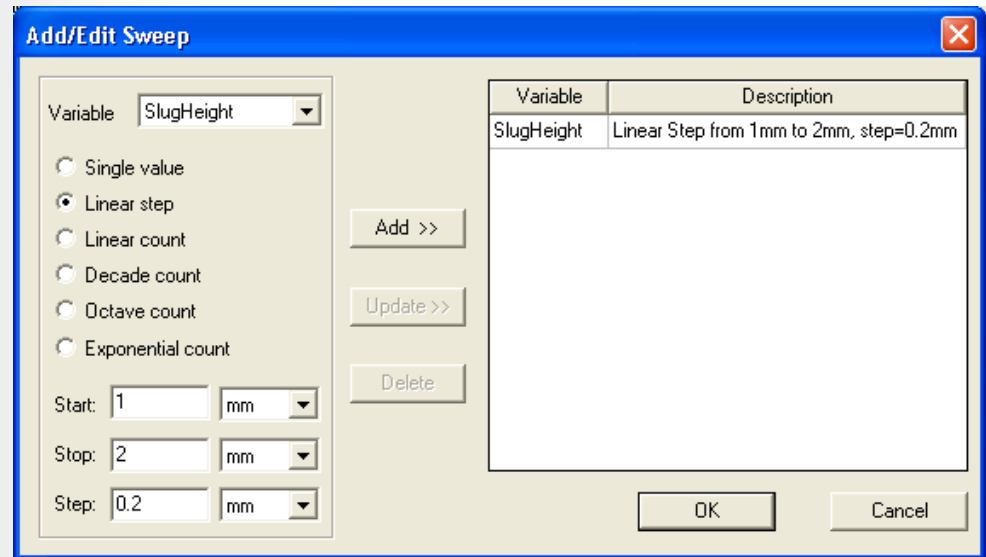 Add/Edit Sweep
Variable SlugHeight
Single value
Linear step
Linear count
Decade count
Octave count
Exponential count
Start: 1 mm
Stop: 2 mm
Step: 0.2 mm
Add >>
Update >>
Delete
Variable Description
SlugHeight Linear Step from 1mm to 2mm, step=0.2mm
OK Cancel